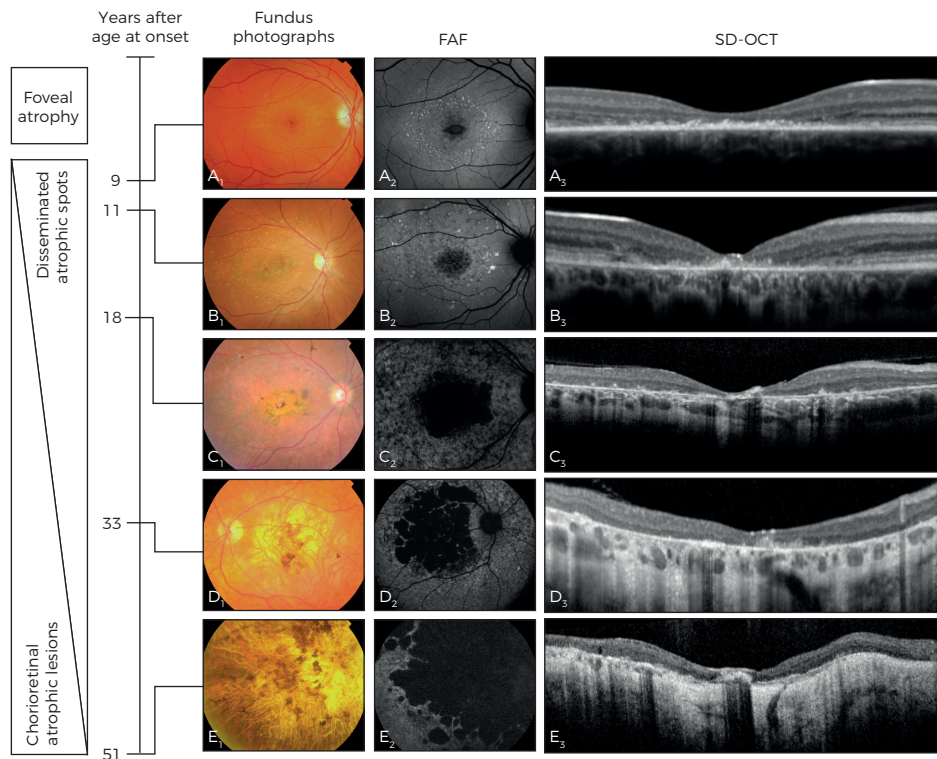 Years after
age at onset
Fundus
photographs
FAF
SD-OCT
Foveal
atrophy
Disseminated
atrophic spots
Chorioretinal
atrophic lesions
9
11
18
33
51
A1
A2
A3
B1
B2
B3
C1
C2
C3
D1
D2
D3
E1
E2
E3